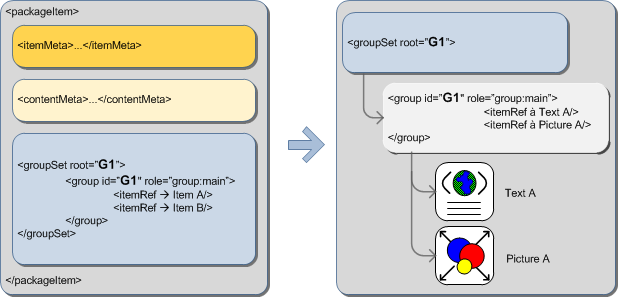 <packageItem>
<itemMeta>...</itemMeta>
<contentMeta>...</contentMeta>
<groupSet root="G1">
<group id="G1" role="group:main">
<itemRef → Item A/>
<itemRef → Item B/>
</group>
</groupSet>
</packageItem>
<groupSet root="G1">
<group id="G1" role="group:main">
<itemRef à Text A/>
<itemRef à Picture A/>
</group>
Text A
Picture A